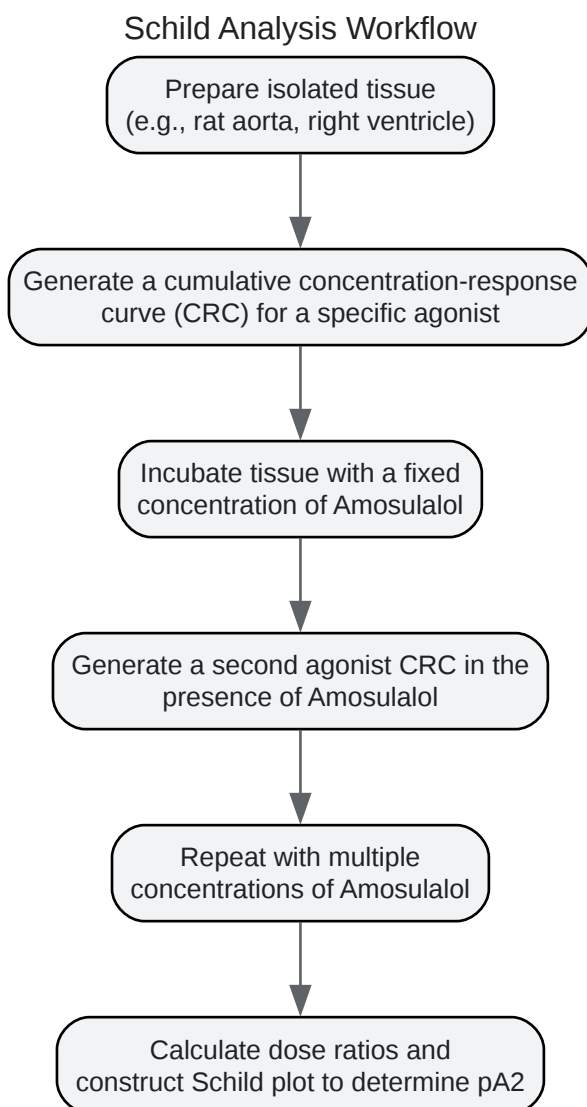 Schild Analysis Workflow
Prepare isolated tissue
(e.g., rat aorta, right ventricle)
Generate a cumulative concentration-response
curve (CRC) for a specific agonist
Incubate tissue with a fixed
concentration of Amosulalol
Generate a second agonist CRC in the
presence of Amosulalol
Repeat with multiple
concentrations of Amosulalol
Calculate dose ratios and
construct Schild plot to determine pA2